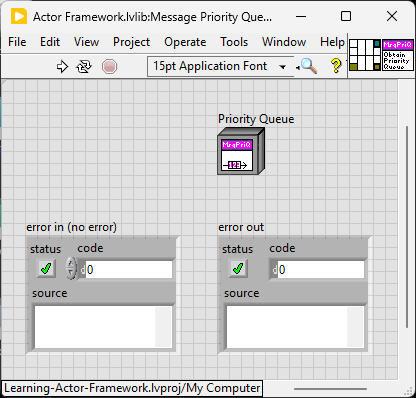 Actor Framework.lvlib:Message Priority Que...
File Edit View Project Operate Tools Window Help
15pt Application Font
?
MsgPriQ
Obtain
Priority
Queue
Priority Queue
MsgPriQ
error in (no error)
status code
d 0
source
error out
status code
d 0
source
Learning-Actor-Framework.lvproj/My Computer